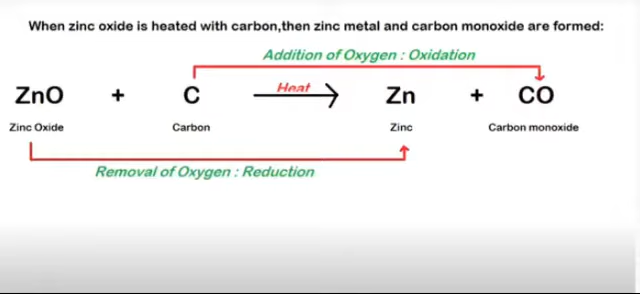 When zinc oxide is heated with carbon,then zinc metal and carbon monoxide are formed:
Addition of Oxygen : Oxidation
ZnO + C Heat Zn + CO
Zinc Oxide Carbon Zinc Carbon monoxide
Removal of Oxygen : Reduction